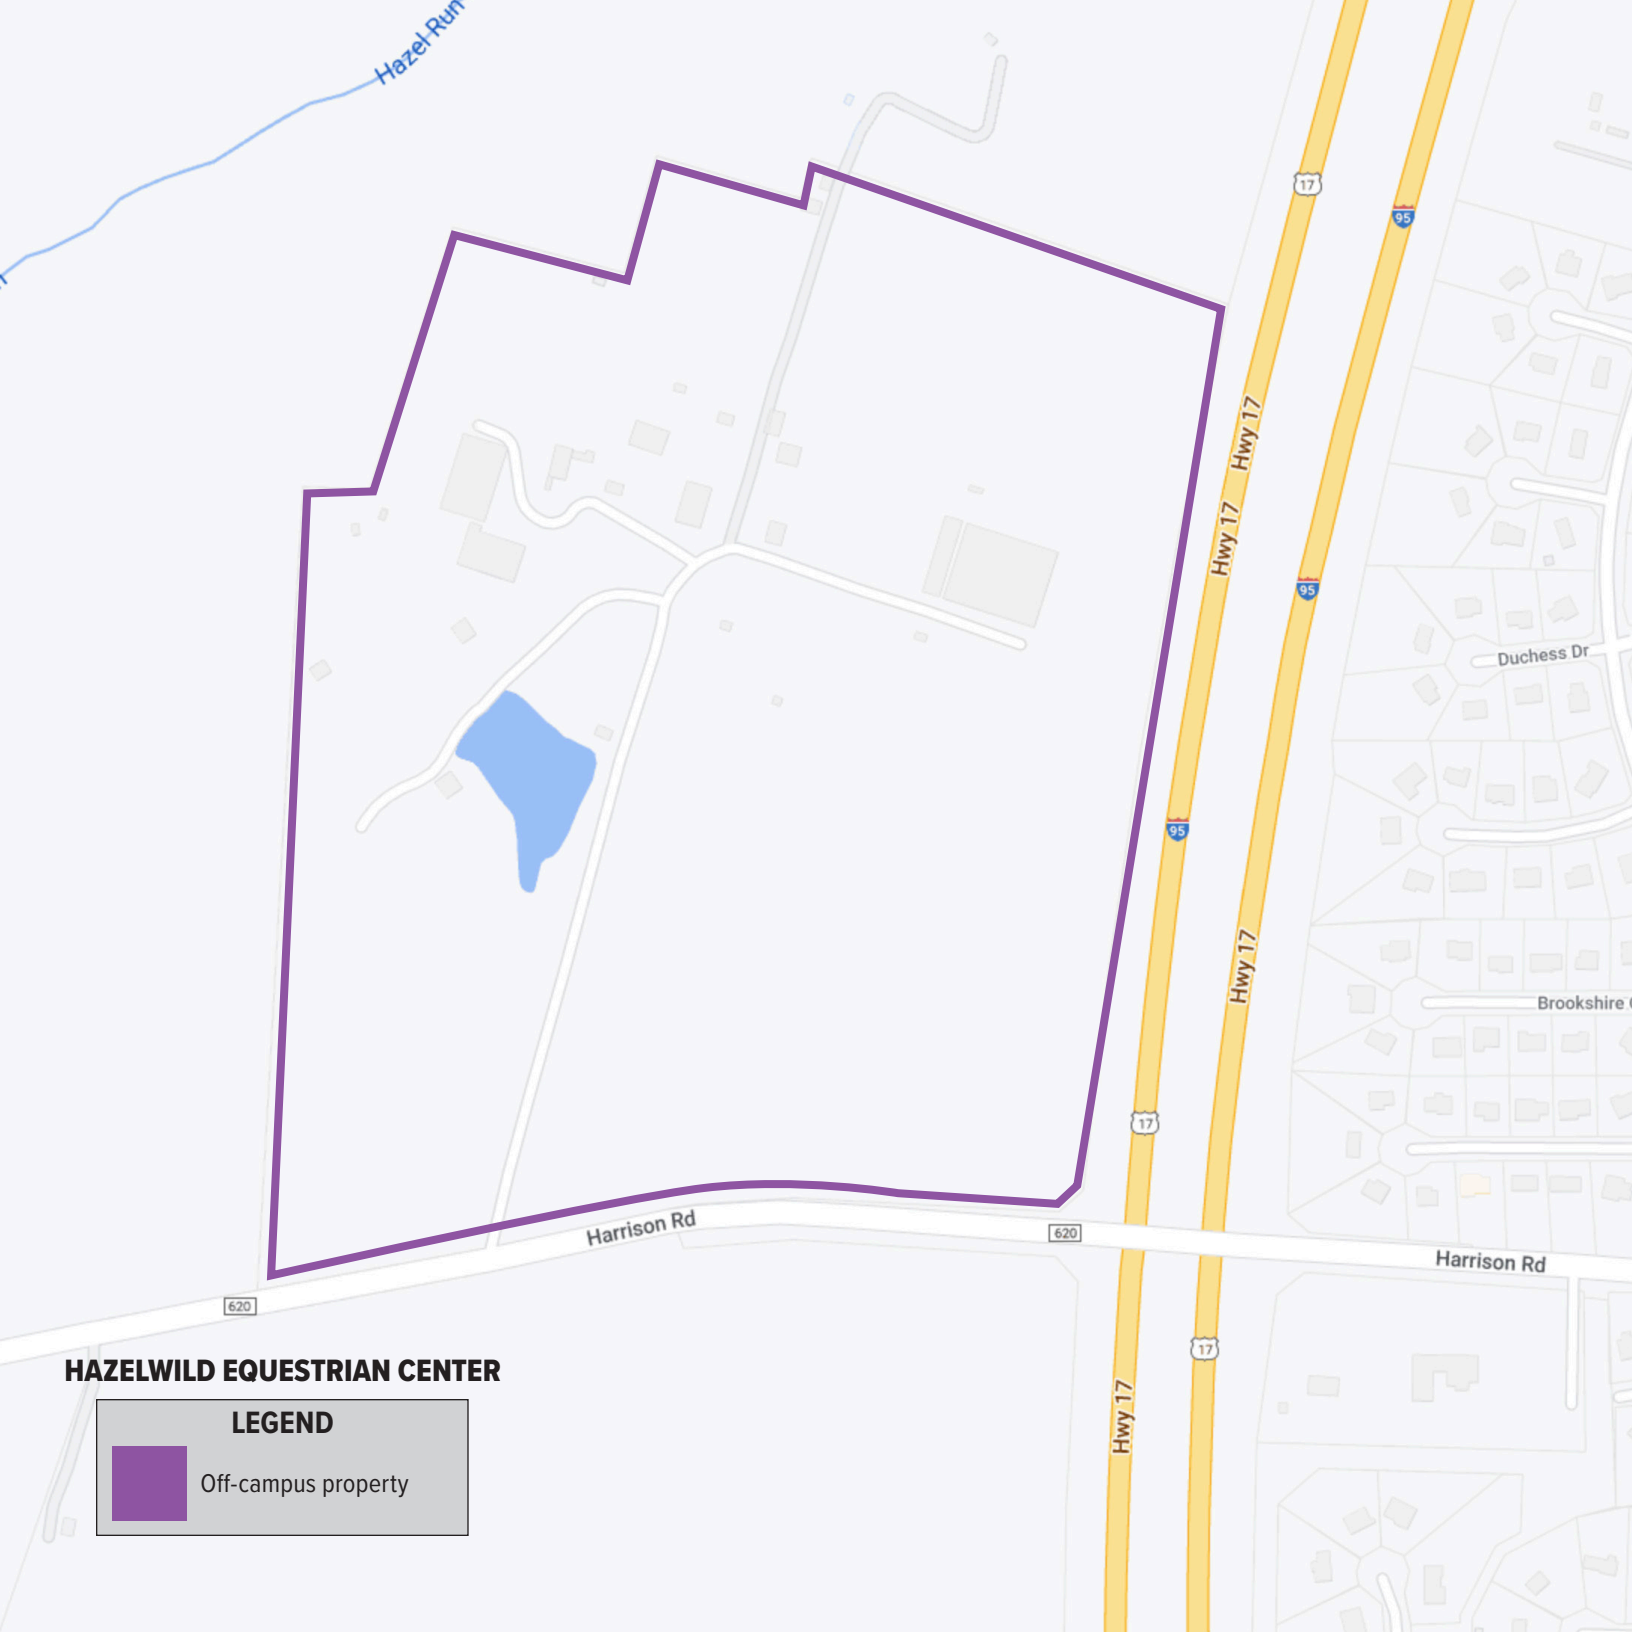 Hazel Run
17
95
Hwy 17
Hwy 17
95
Duchess Dr
95
Hwy 17
Brookshire
17
Harrison Rd
620
Harrison Rd
620
17
HAZELWILD EQUESTRIAN CENTER
Hwy 17
LEGEND
Off-campus property